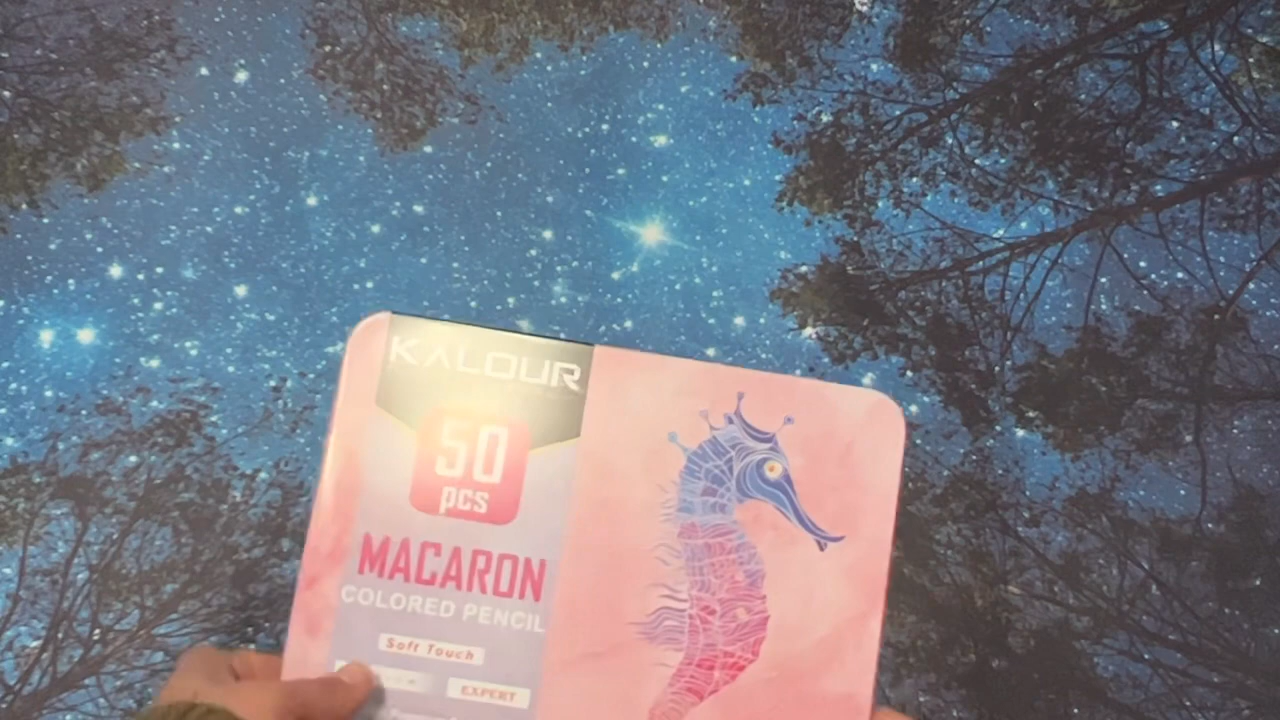 KALOUR
50
pcs
MACARON
COLORED PENCIL
Soft Touch
EXPERT